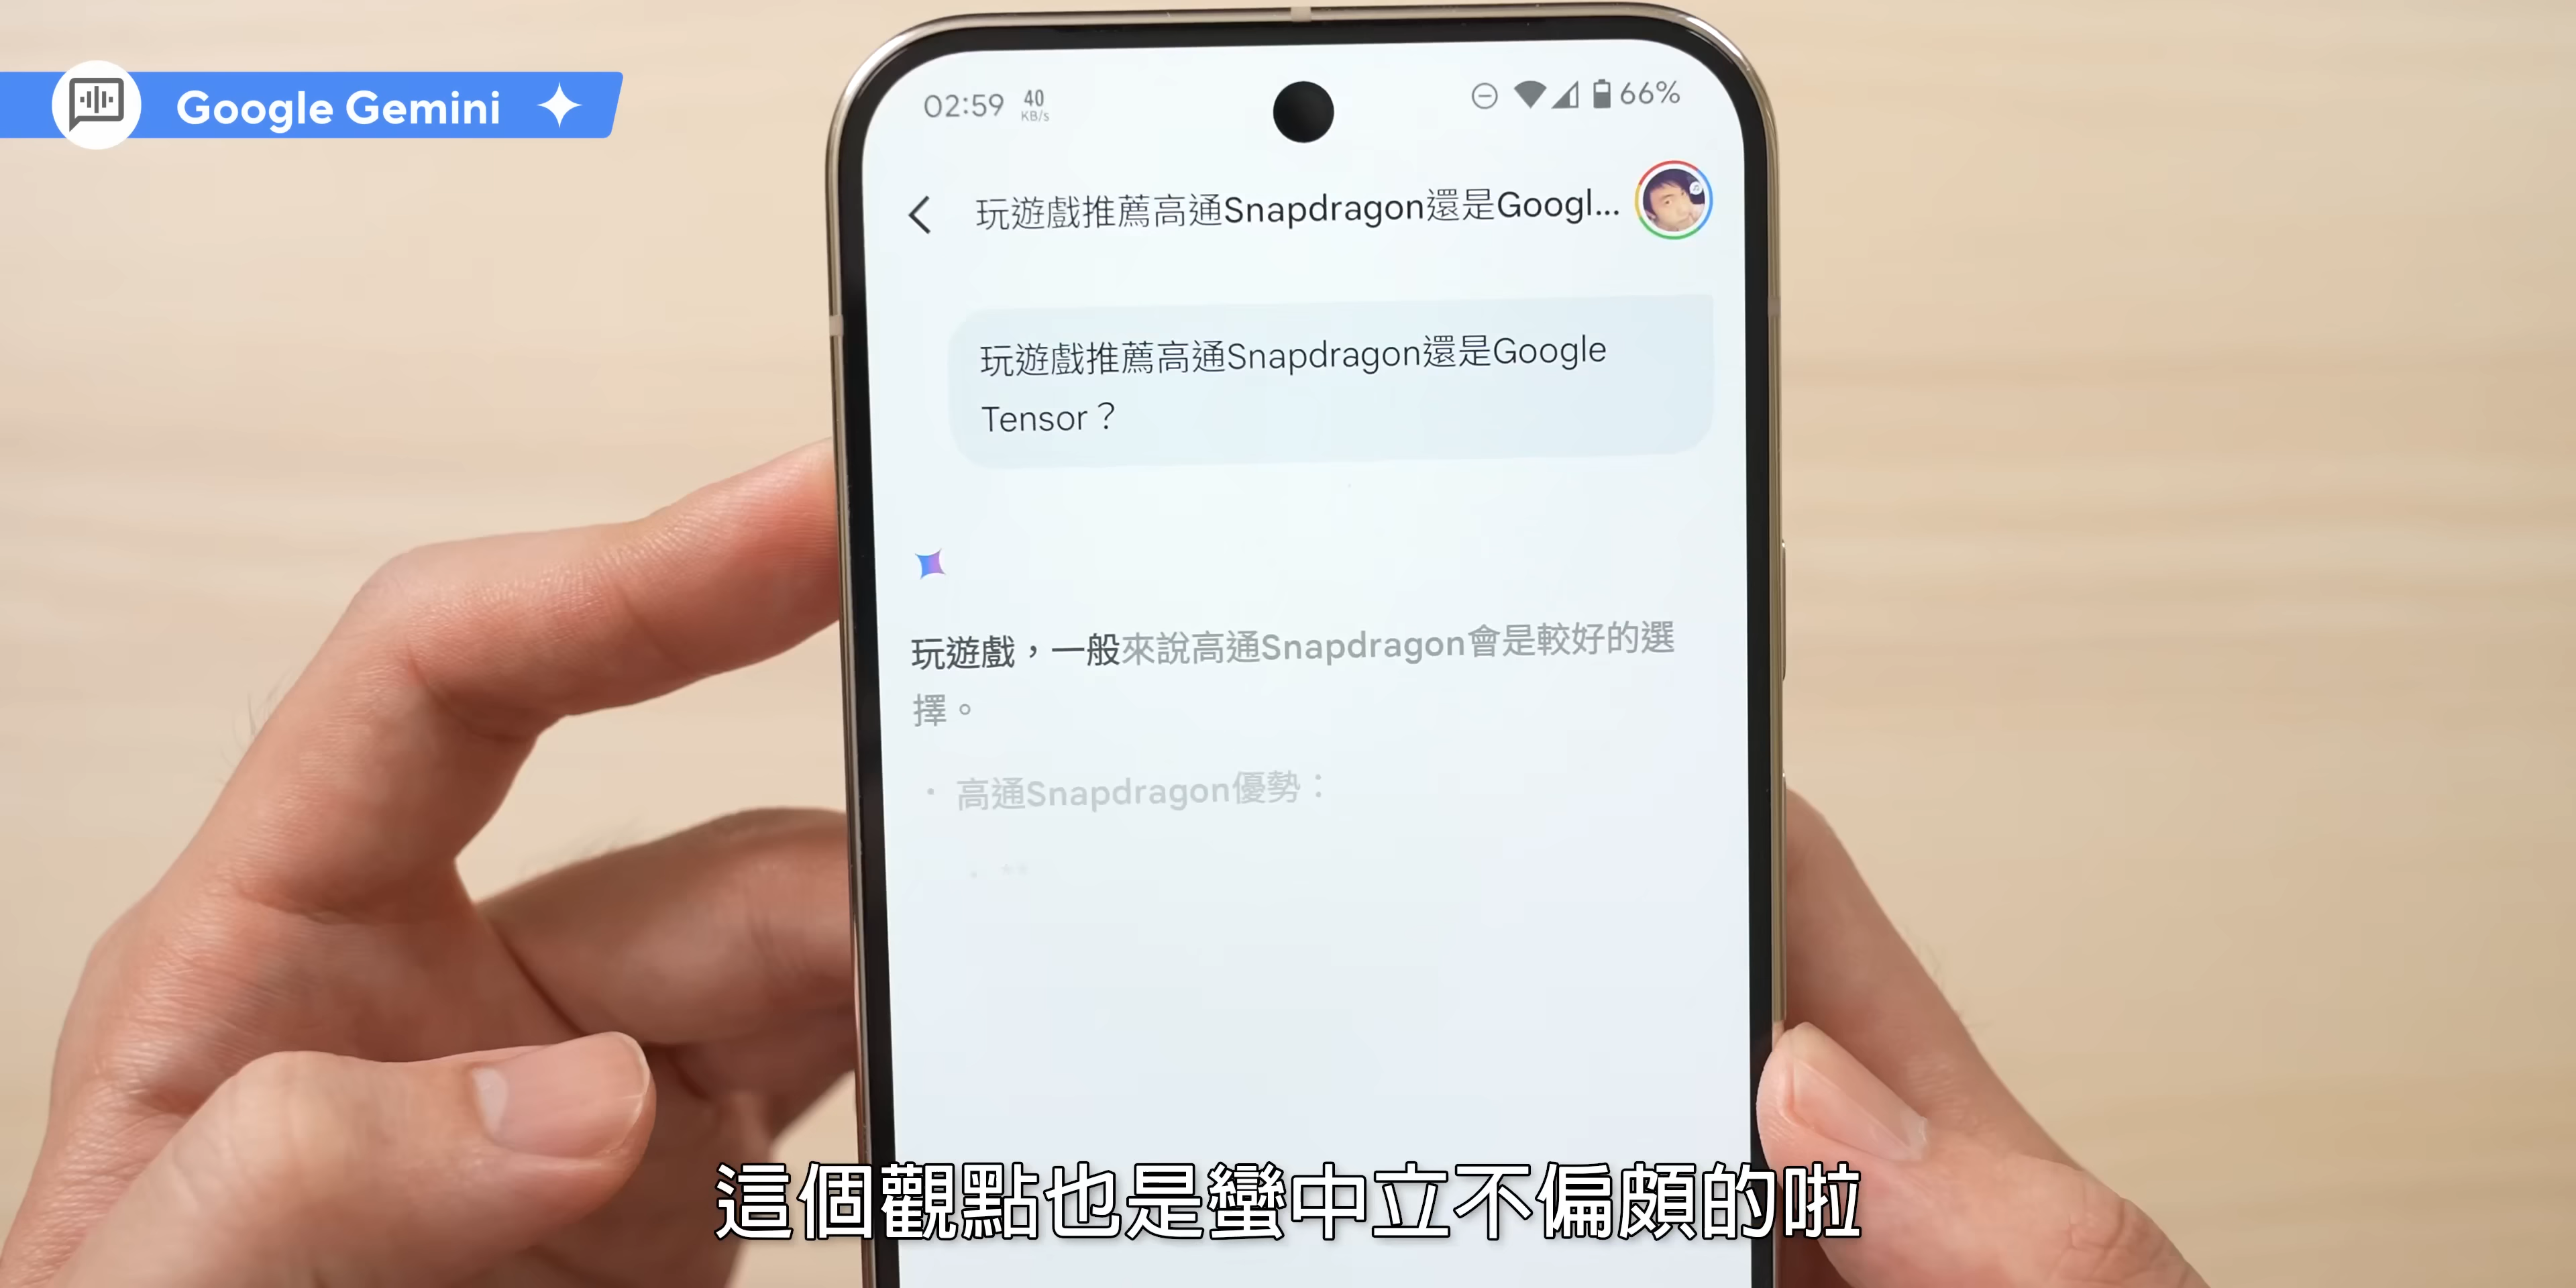 Google Gemini
02:59 40 KB/s 66%
玩遊戲推薦高通Snapdragon還是Googl...
玩遊戲推薦高通Snapdragon還是Google
Tensor？
玩遊戲，一般來說高通Snapdragon會是較好的選
擇。
• 高通Snapdragon優勢：
這個觀點也是蠻中立不偏頗的啦